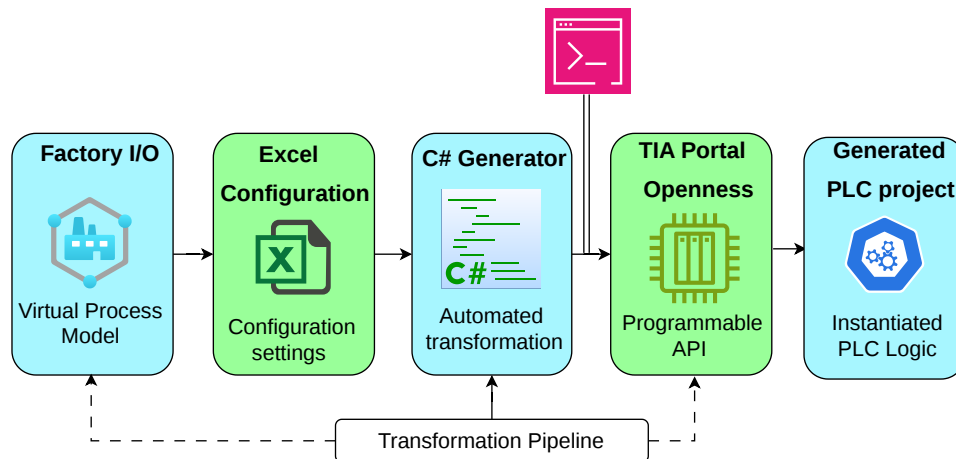 Factory I/O
Virtual Process
Model
Excel
Configuration
X
Configuration
settings
C# Generator
C#
Automated
transformation
>_
TIA Portal
Openness
Programmable
API
Generated
PLC project
Instantiated
PLC Logic
Transformation Pipeline